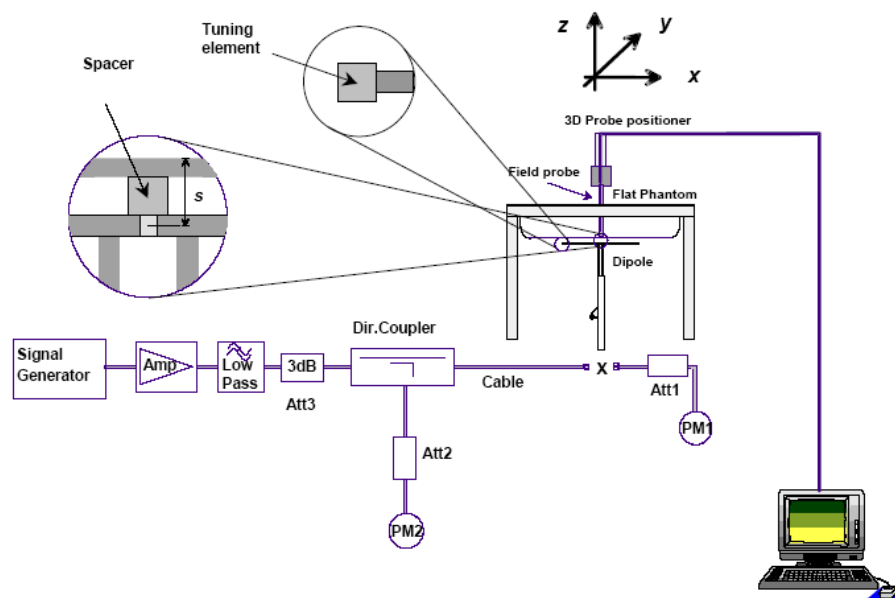 Tuning
element
Spacer
z
y
x
3D Probe positioner
Field probe
Flat Phantom
s
Dipole
Dir.Coupler
Signal
Generator
Amp
Low
Pass
3dB
Att3
Cable
X
Att1
PM1
Att2
PM2